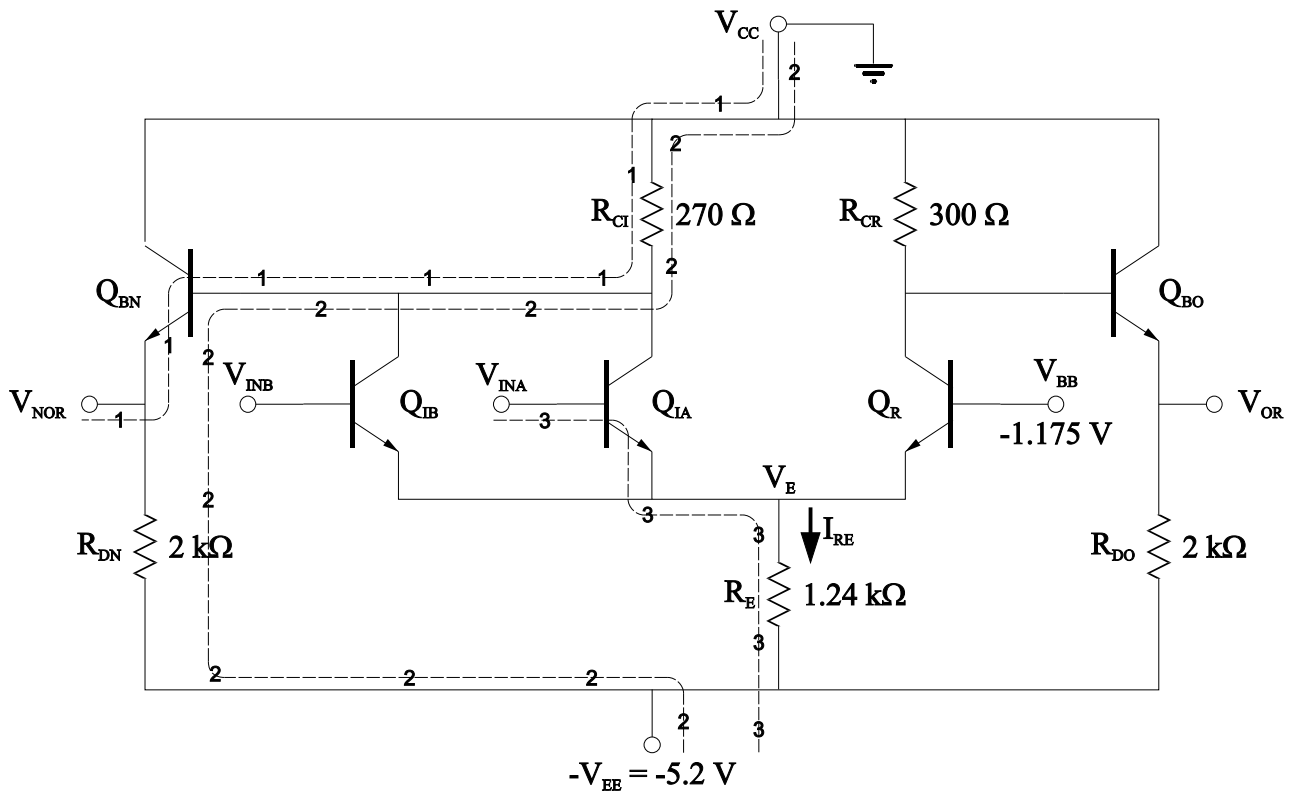 V_CC
2
1
2
1
R_CI
270 Ω
R_CR
300 Ω
1
1
1
2
Q_BN
2
2
Q_BO
1
2
V_INB
V_INA
V_BB
V_NOR
1
Q_IB
3
Q_IA
Q_R
-1.175 V
V_OR
V_E
2
3
3
I_RE
R_DN
2 kΩ
R_DO
2 kΩ
R_E
1.24 kΩ
3
2
2
2
2
3
-V_EE = -5.2 V